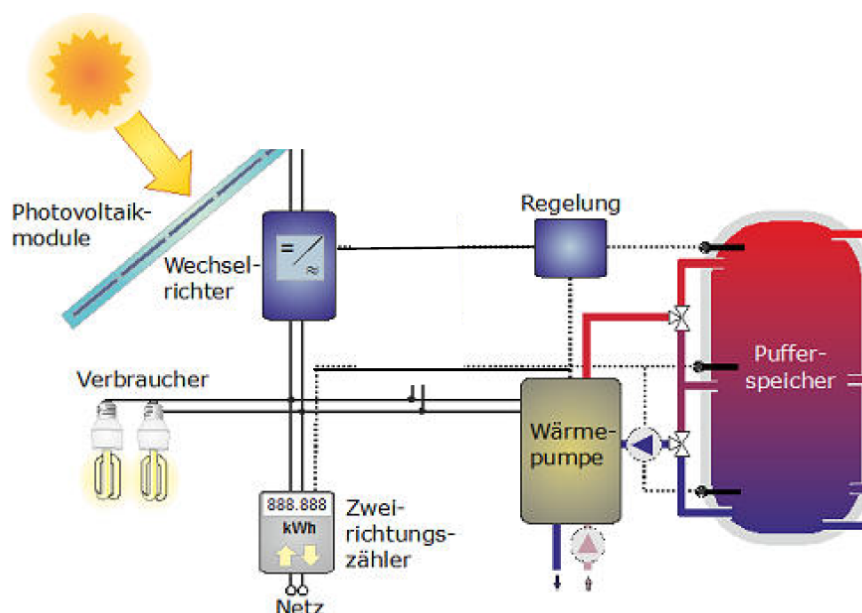 Photovoltaik-
module
Wechsel-
richter
=
≈
Regelung
Puffer-
speicher
Verbraucher
Wärme-
pumpe
888.888
kWh
Zwei-
richtungs-
zähler
Netz